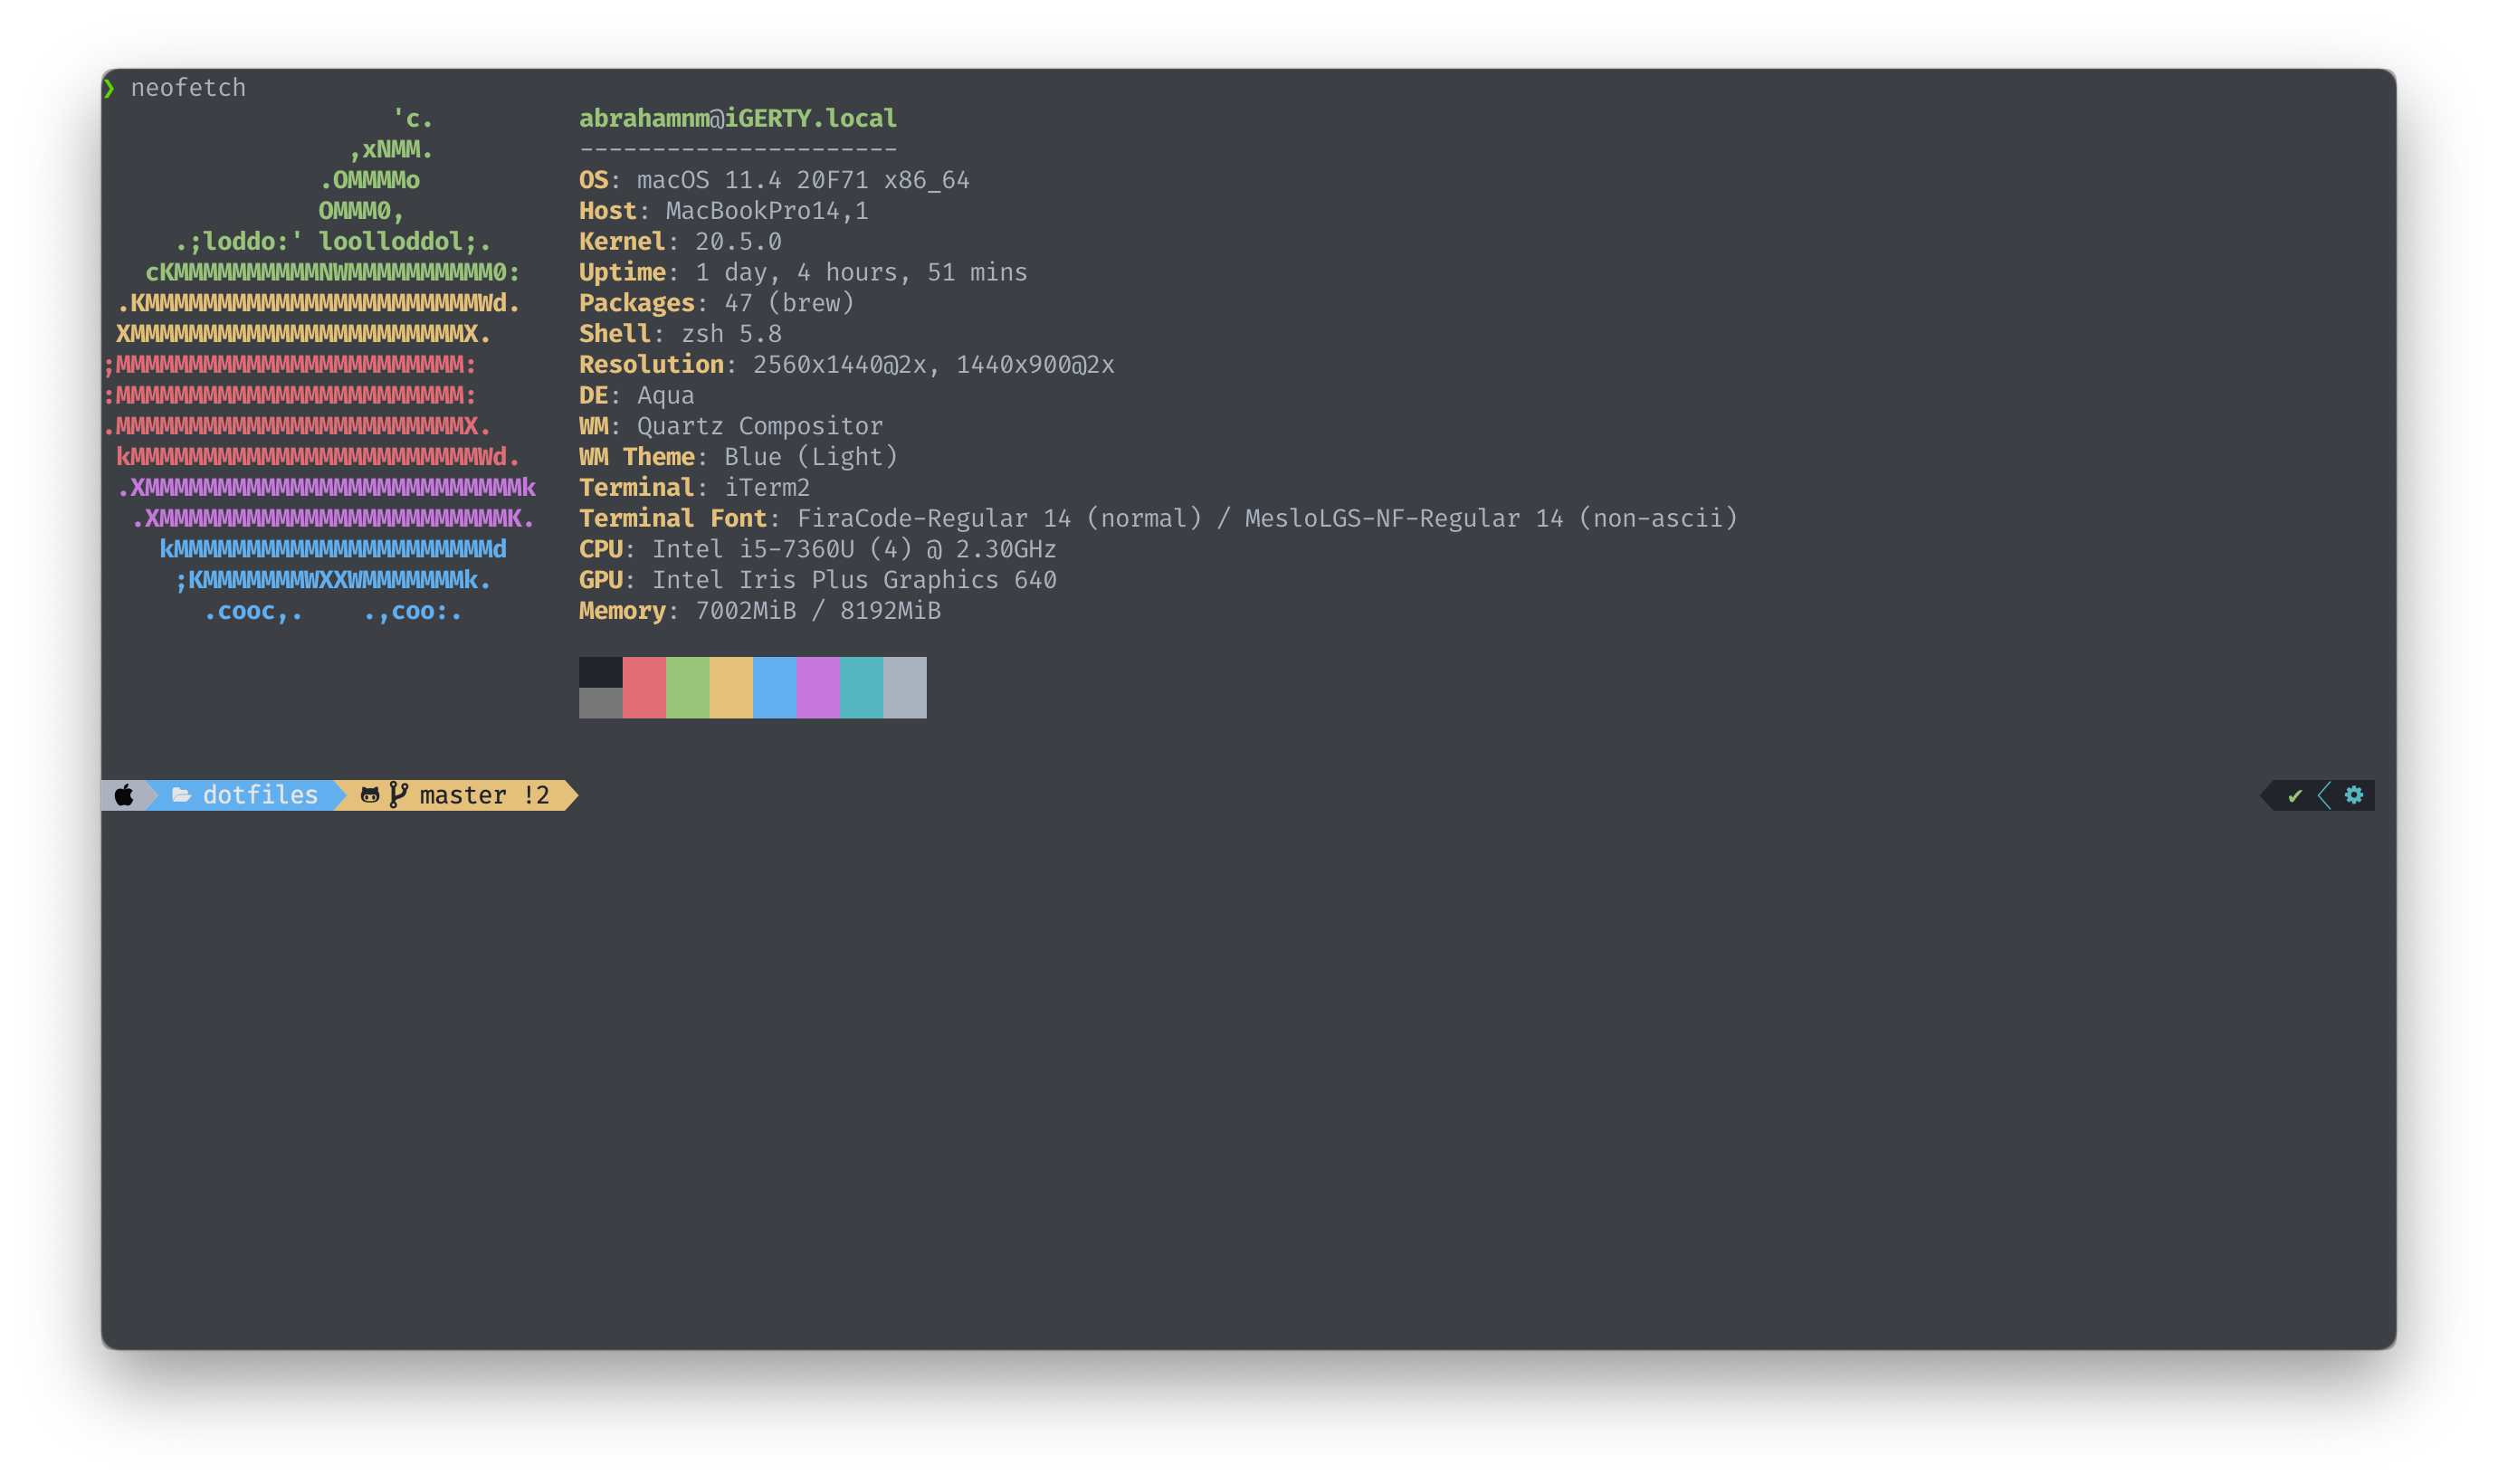 ❯ neofetch
'c. abrahamnm@iGERTY.local
,xNMM. ----------------------
.OMMMMo OS: macOS 11.4 20F71 x86_64
OMMM0, Host: MacBookPro14,1
.;loddo:' loolloddol;. Kernel: 20.5.0
cKMMMMMMMMMMNWMMMMMMMMMM0: Uptime: 1 day, 4 hours, 51 mins
.KMMMMMMMMMMMMMMMMMMMMMMMWd. Packages: 47 (brew)
XMMMMMMMMMMMMMMMMMMMMMMMX. Shell: zsh 5.8
;MMMMMMMMMMMMMMMMMMMMMMMM: Resolution: 2560x1440@2x, 1440x900@2x
:MMMMMMMMMMMMMMMMMMMMMMMM: DE: Aqua
.MMMMMMMMMMMMMMMMMMMMMMMMX. WM: Quartz Compositor
kMMMMMMMMMMMMMMMMMMMMMMMMWd. WM Theme: Blue (Light)
.XMMMMMMMMMMMMMMMMMMMMMMMMMMk Terminal: iTerm2
.XMMMMMMMMMMMMMMMMMMMMMMMMK. Terminal Font: FiraCode-Regular 14 (normal) / MesloLGS-NF-Regular 14 (non-ascii)
kMMMMMMMMMMMMMMMMMMMMMMd CPU: Intel i5-7360U (4) @ 2.30GHz
;KMMMMMMMWXXWMMMMMMMk. GPU: Intel Iris Plus Graphics 640
.cooc,. .,coo:. Memory: 7002MiB / 8192MiB
dotfiles master !2 ✔